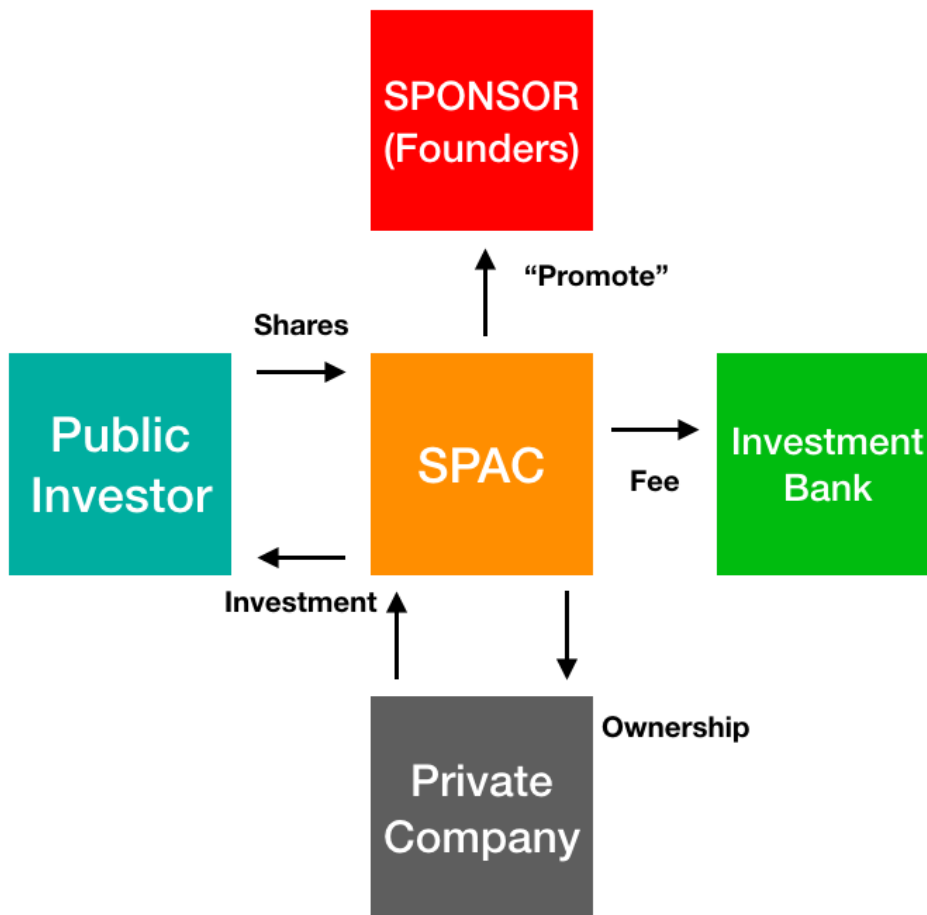 SPONSOR
(Founders)
“Promote”
Shares
Public
Investor
SPAC
Fee
Investment
Bank
Investment
Ownership
Private
Company